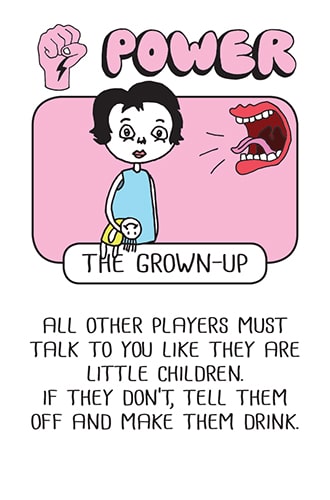 POWER
THE GROWN-UP
ALL OTHER PLAYERS MUST
TALK TO YOU LIKE THEY ARE
LITTLE CHILDREN.
IF THEY DON'T, TELL THEM
OFF AND MAKE THEM DRINK.